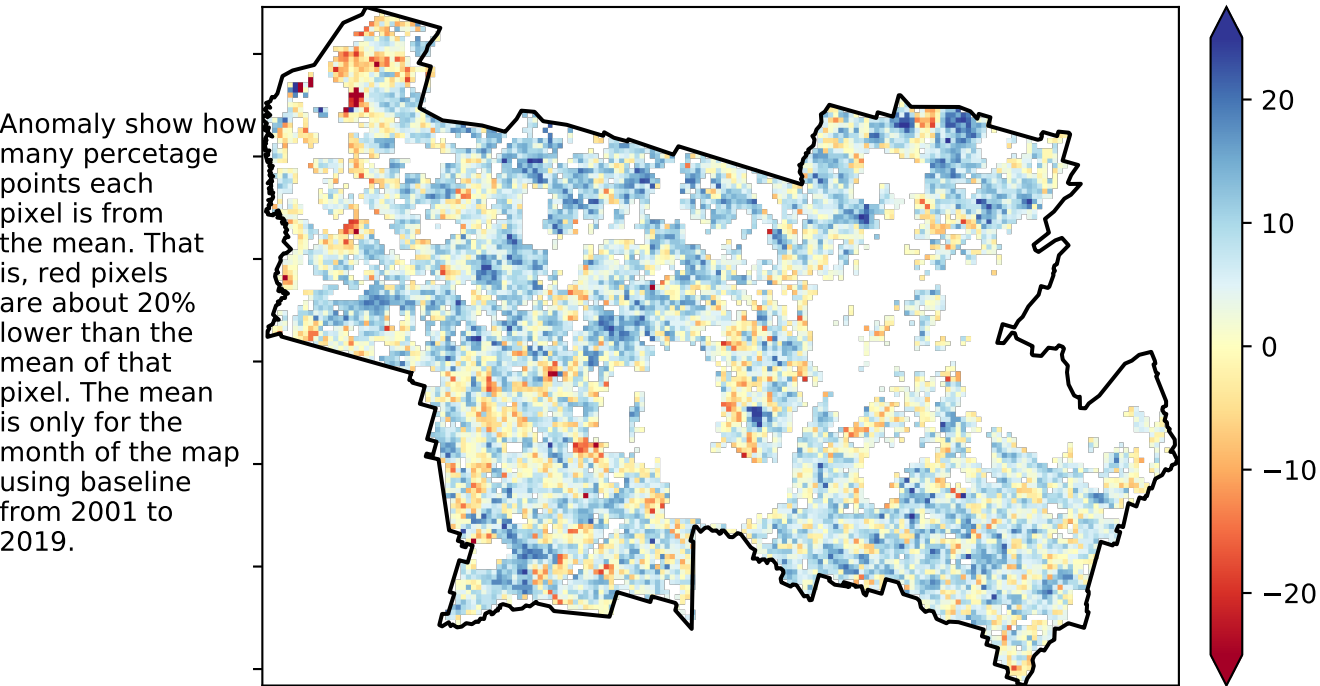 Anomaly show how
many percetage
points each
pixel is from
the mean. That
is, red pixels
are about 20%
lower than the
mean of that
pixel. The mean
is only for the
month of the map
using baseline
from 2001 to
2019.
20
10
0
−10
−20